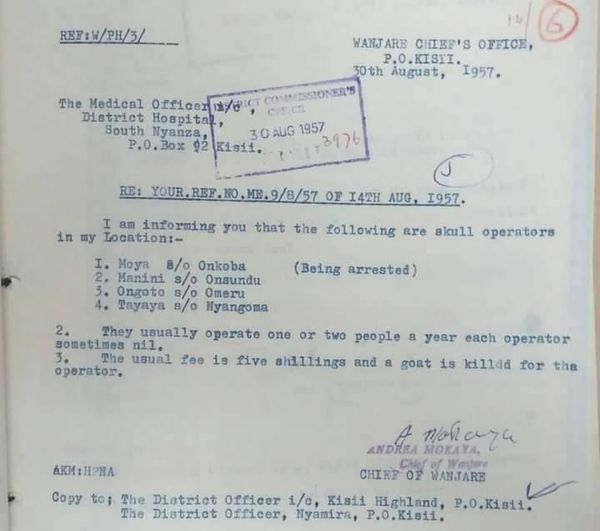 16/ 6
REF:W/PH/3/
WANJARE CHIEF'S OFFICE,
P.O.KISII.
30th August, 1957.
The Medical Officer i/c,
District Hospital,
South Nyanza,
P.O.Box 92 Kisii.
DISTRICT COMMISSIONER'S
OFFICE
30 AUG 1957
3976
J
RE: YOUR.REF.NO.ME.9/8/57 OF I4TH AUG, I957.
I am informing you that the following are skull operators
in my Location:-
I. Moya s/o Onkoba (Being arrested)
2. Manini s/o Onsundu
3. Ongoto s/o Omeru
4. Tayaya s/o Nyangoma
2. They usually operate one or two people a year each operator
sometimes nil.
3. The usual fee is five shillings and a goat is killdd for the
operator.
A Mokaya
ANDREA MOKAYA,
Chief of Wanjare
CHIEF OF WANJARE
AKM:HPNA
Copy to; The District Officer i/c, Kisii Highland, P.O.Kisii.
The District Officer, Nyamira, P.O.Kisii.